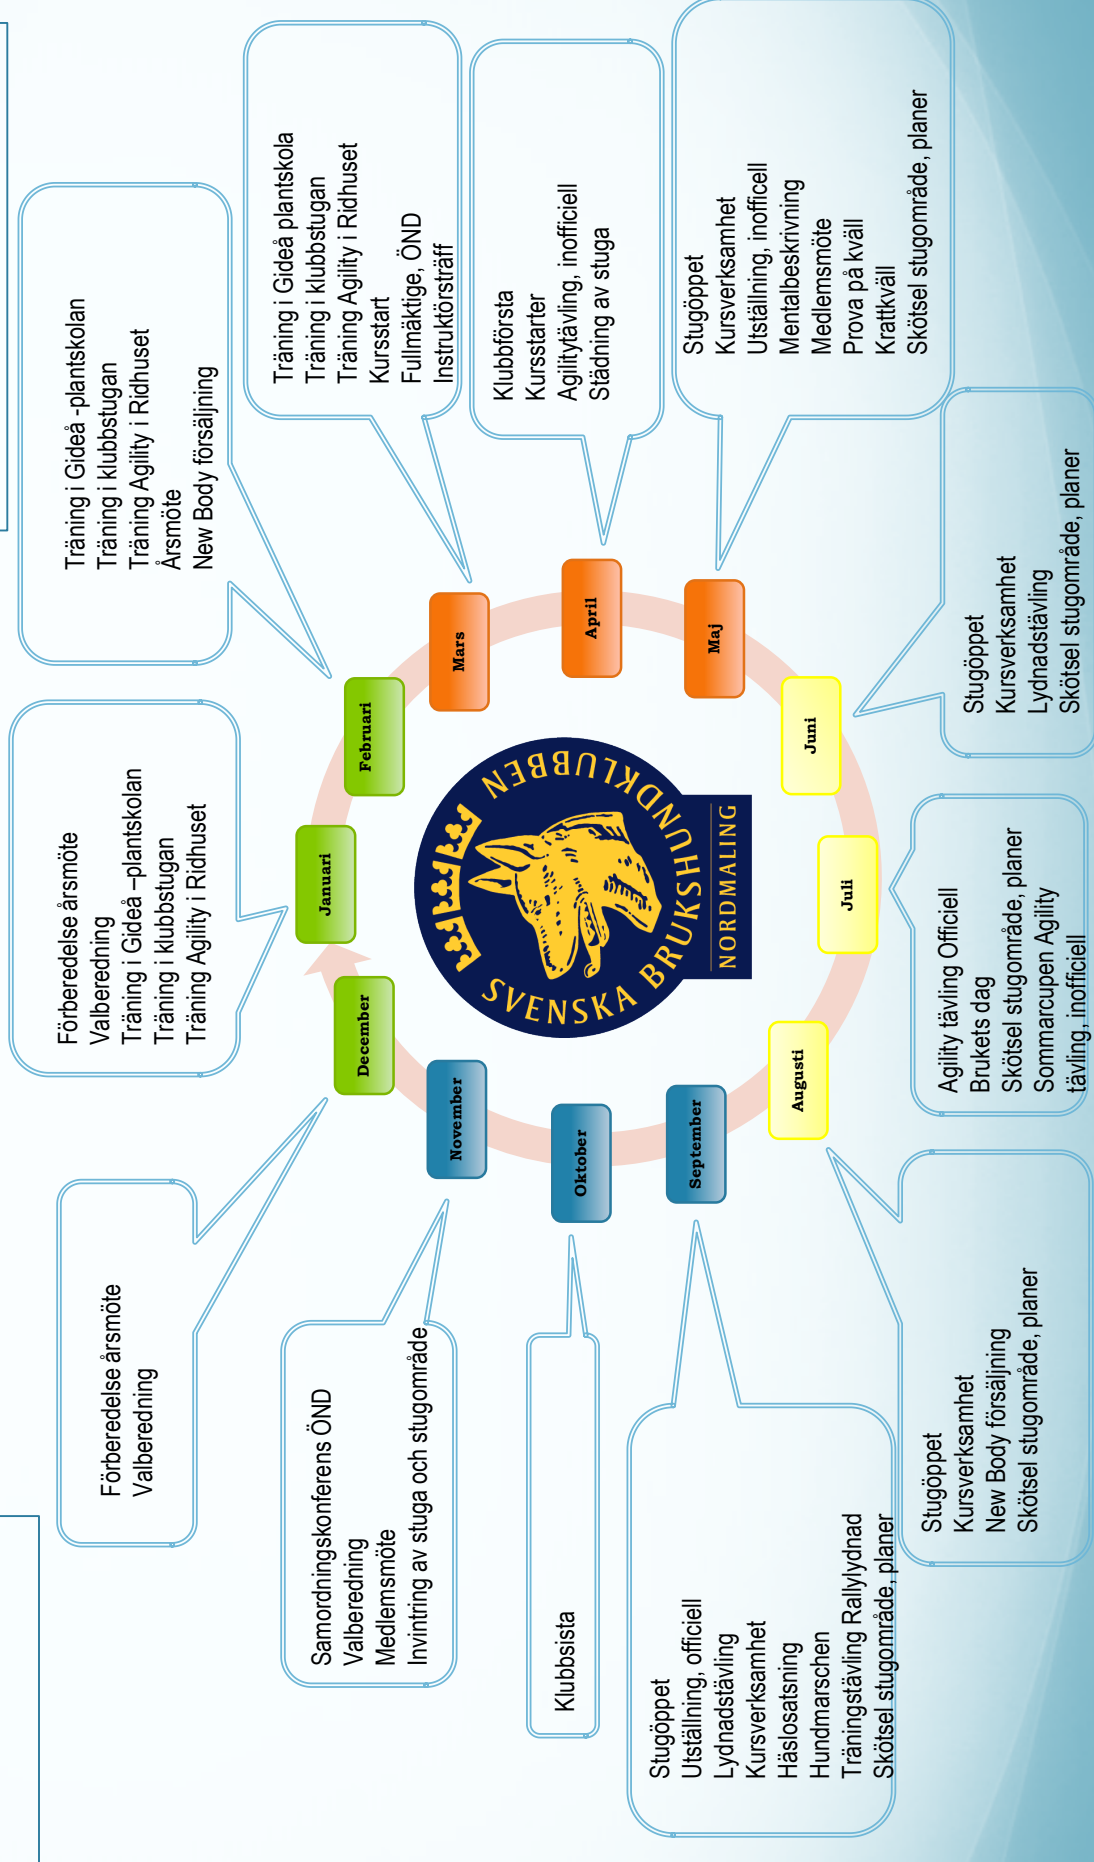 Förberedelse årsmöte
Valberedning
Träning i Gideå –plantskolan
Träning i klubbstugan
Träning Agility i Ridhuset
Träning i Gideå -plantskolan
Träning i klubbstugan
Träning Agility i Ridhuset
Årsmöte
New Body försäljning
Träning i Gideå plantskola
Träning i klubbstugan
Träning Agility i Ridhuset
Kursstart
Fullmäktige, ÖND
Instruktörsträff
Klubbförsta
Kursstarter
Agilitytävling, inofficiell
Städning av stuga
Stugöppet
Kursverksamhet
Utställning, inofficell
Mentalbeskrivning
Medlemsmöte
Prova på kväll
Krattkväll
Skötsel stugområde, planer
Stugöppet
Kursverksamhet
Lydnadstävling
Skötsel stugområde, planer
Agility tävling Officiell
Brukets dag
Skötsel stugområde, planer
Sommarcupen Agility
tävling, inofficiell
Stugöppet
Kursverksamhet
New Body försäljning
Skötsel stugområde, planer
Stugöppet
Utställning, officiell
Lydnadstävling
Kursverksamhet
Häslosatsning
Hundmarschen
Träningstävling Rallylydnad
Skötsel stugområde, planer
Klubbsista
Samordningskonferens ÖND
Valberedning
Medlemsmöte
Invintring av stuga och stugområde
Förberedelse årsmöte
Valberedning
Januari
Februari
Mars
April
Maj
Juni
Juli
Augusti
September
Oktober
November
December
SVENSKA BRUKSHUNDKLUBBEN
NORDMALING